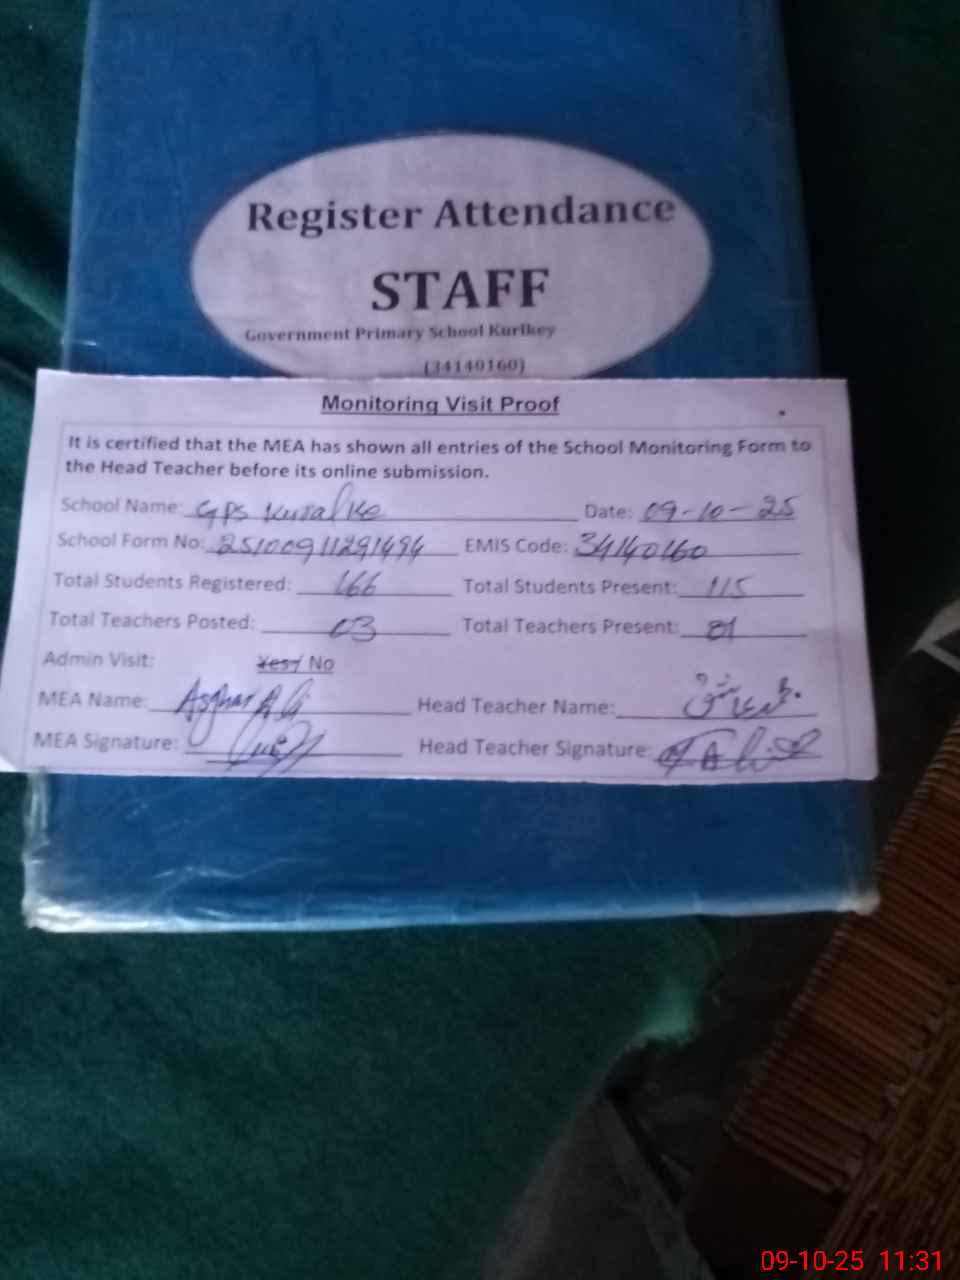 Register Attendance
STAFF
Government Primary School Kurlkey
(34140160)
Monitoring Visit Proof
It is certified that the MEA has shown all entries of the School Monitoring Form to
the Head Teacher before its online submission.
School Name: GPS Kuralke Date: 09-10-25
School Form No: 25100911291494 EMIS Code: 34140160
Total Students Registered: 166 Total Students Present: 115
Total Teachers Posted: 03 Total Teachers Present: 01
Admin Visit: Yes/ No
MEA Name: Asghar Ali Head Teacher Name:
MEA Signature: Head Teacher Signature:
09-10-25 11:31